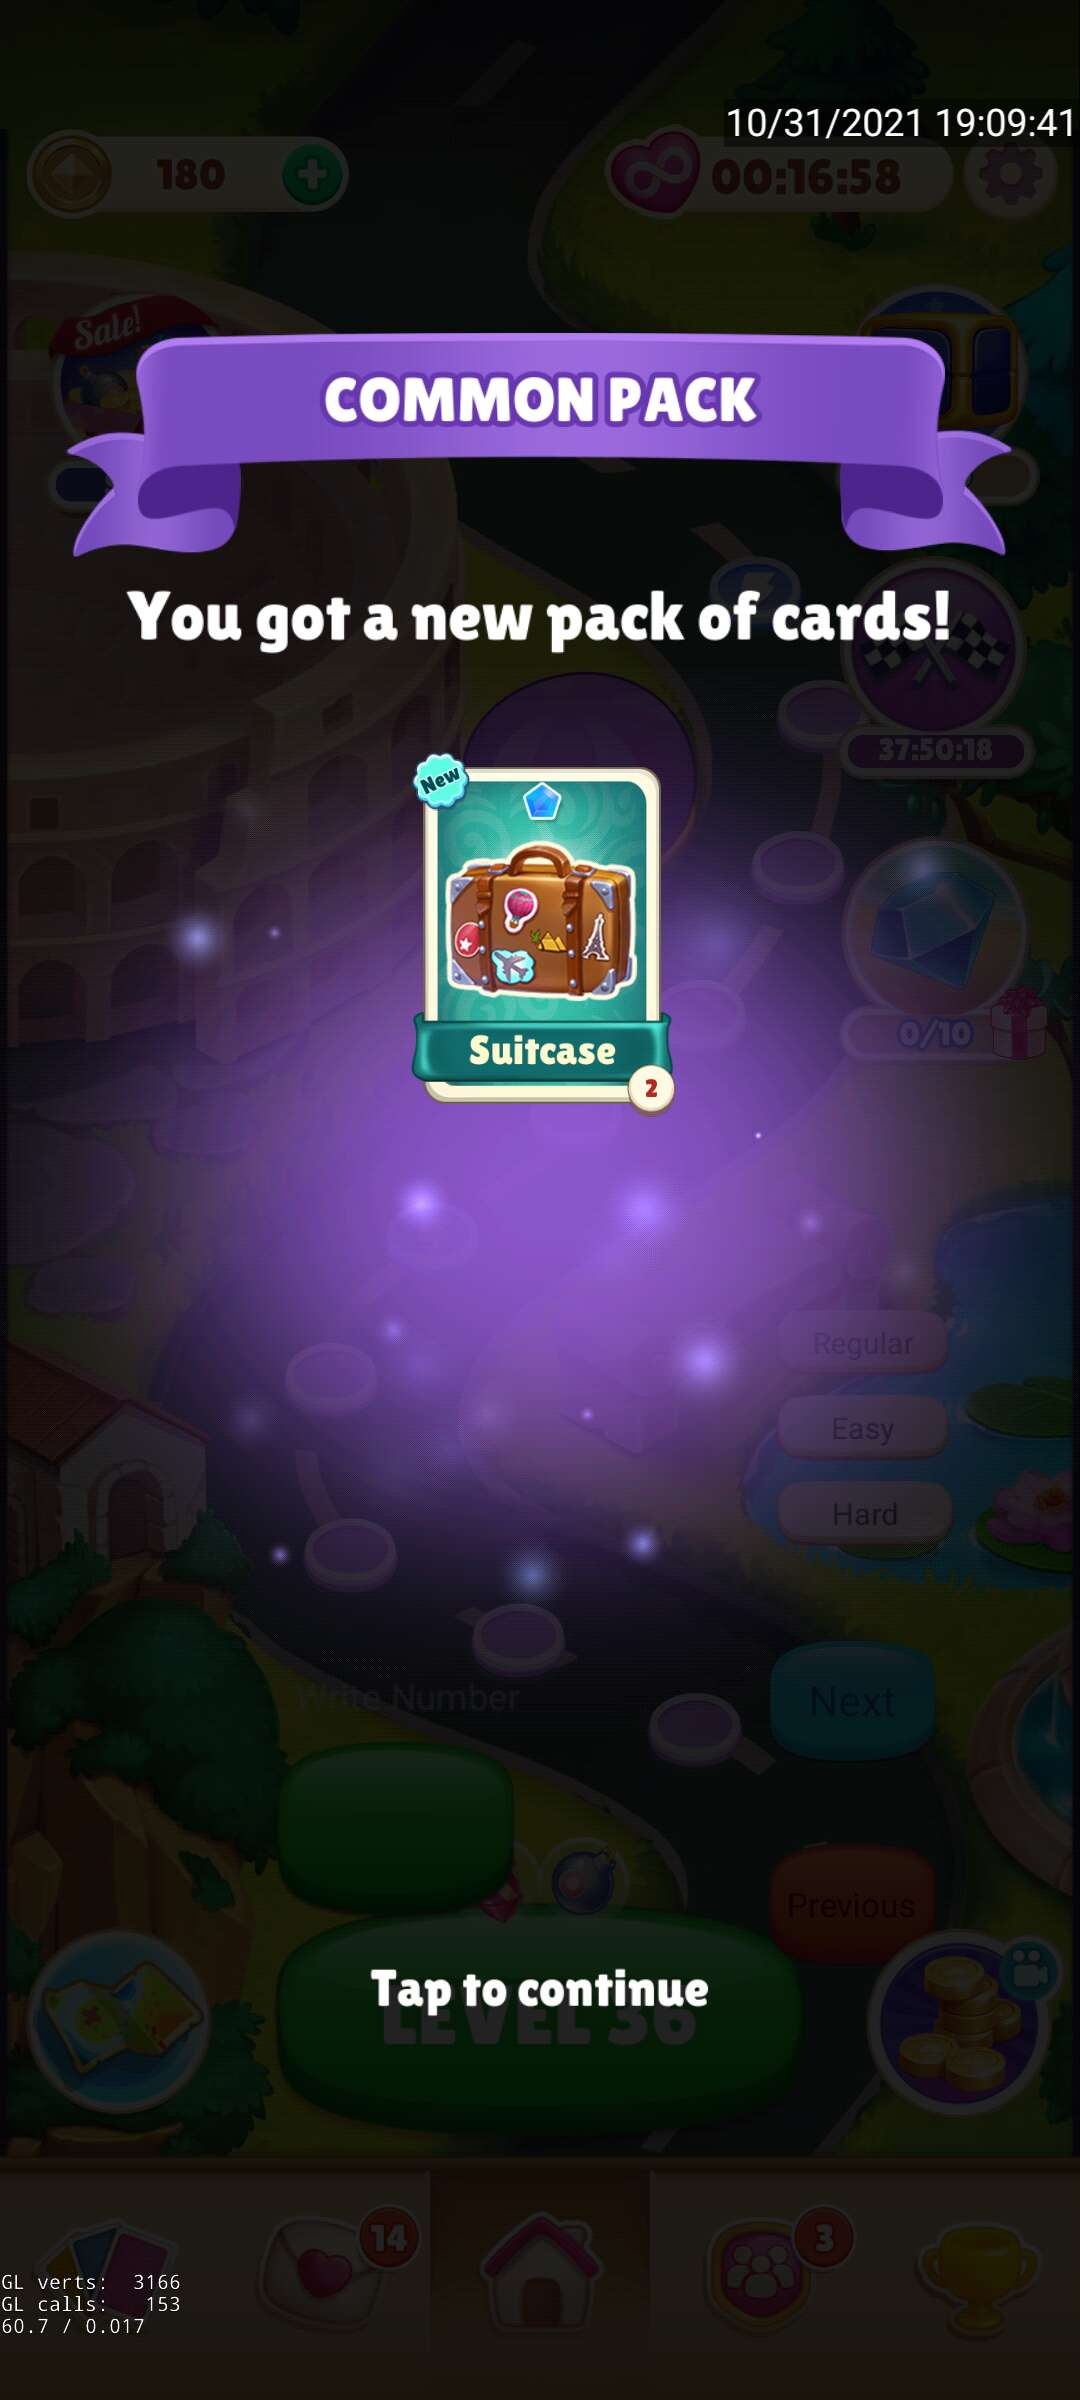 10/31/2021 19:09:41
180
00:16:58
Sale!
COMMON PACK
You got a new pack of cards!
37:50:18
New
0/10
Suitcase
2
Regular
Easy
Hard
Write Number
Next
Previous
Tap to continue
LEVEL 36
14
3
GL verts: 3166
GL calls: 153
60.7 / 0.017